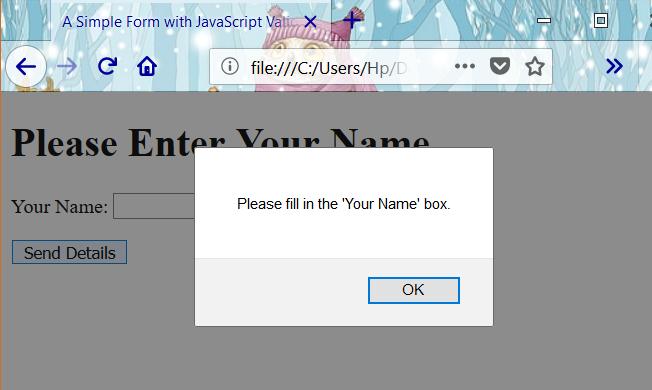 A Simple Form with JavaScript Vali
file:///C:/Users/Hp/D
Please Enter Your Name
Your Name:
Please fill in the 'Your Name' box.
Send Details
OK